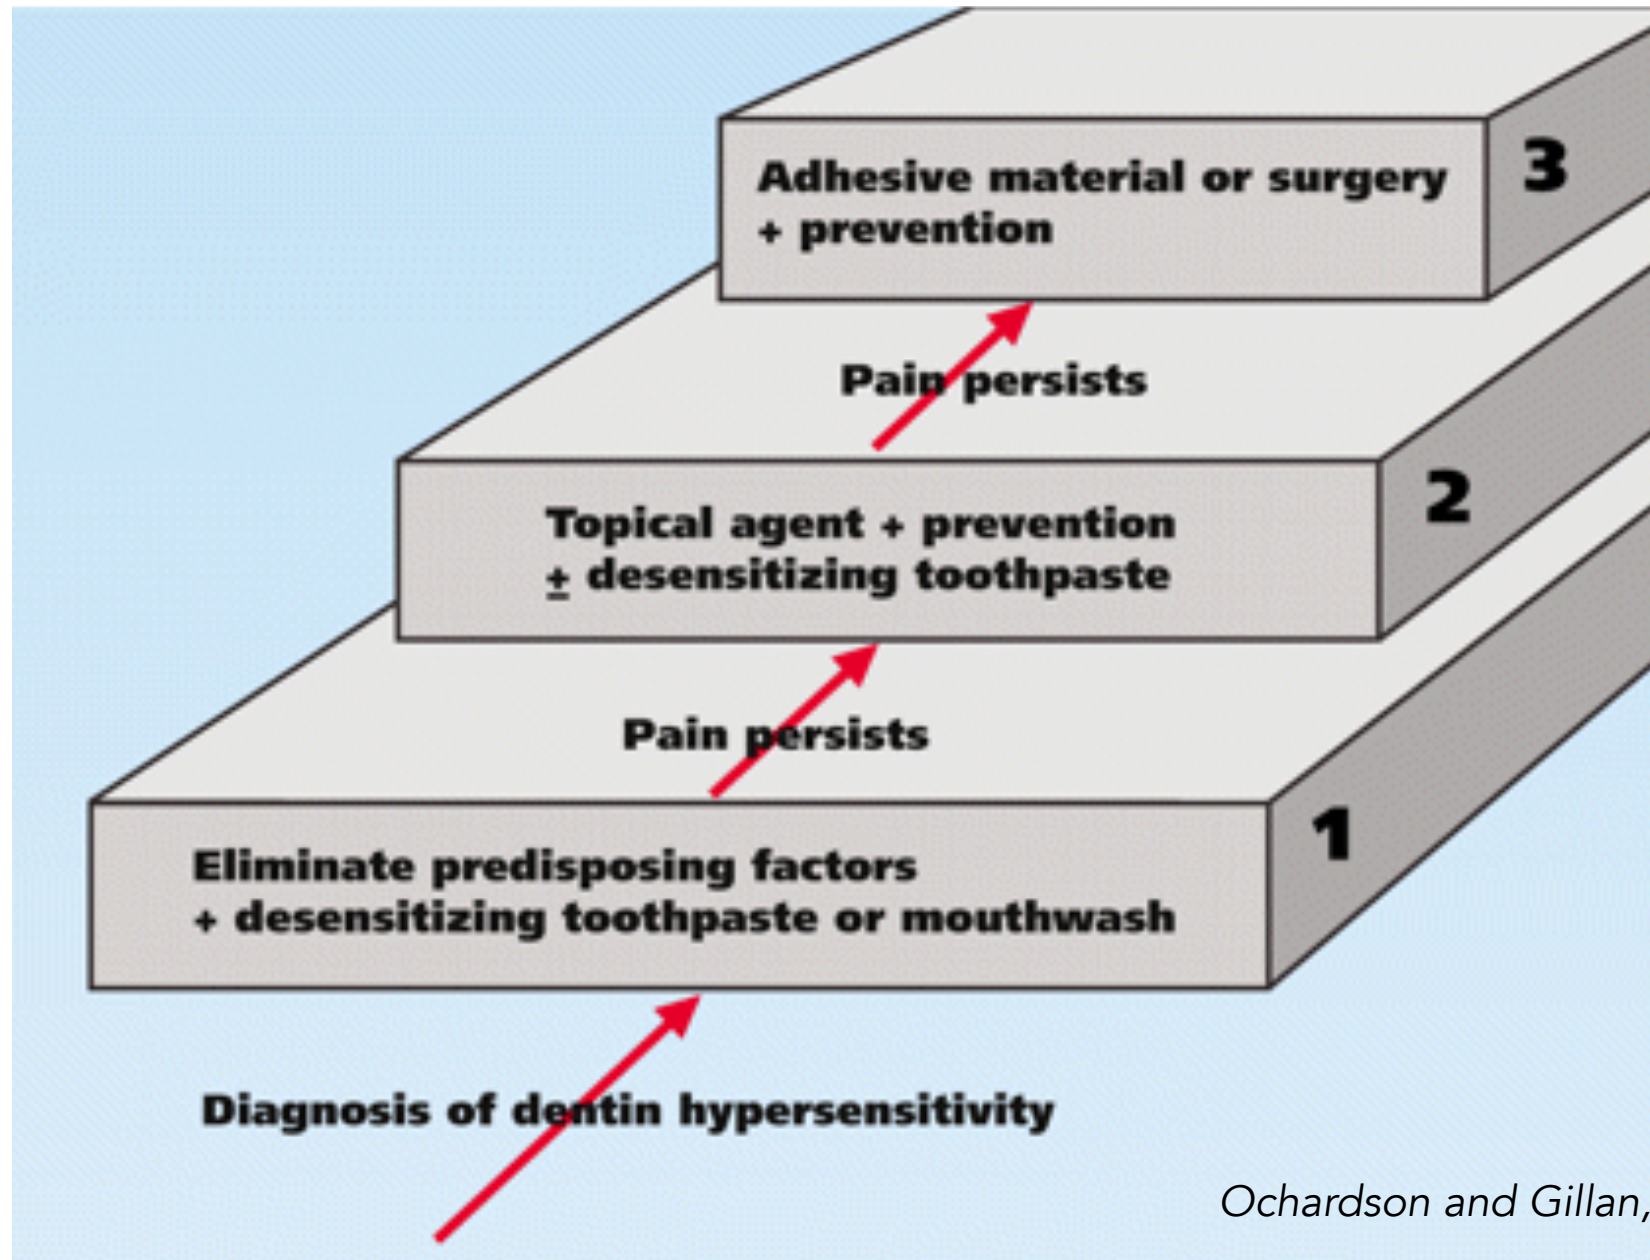 Adhesive material or surgery
+ prevention
3
Pain persists
Topical agent + prevention
± desensitizing toothpaste
2
Pain persists
Eliminate predisposing factors
+ desensitizing toothpaste or mouthwash
1
Diagnosis of dentin hypersensitivity
Ochardson and Gillan,